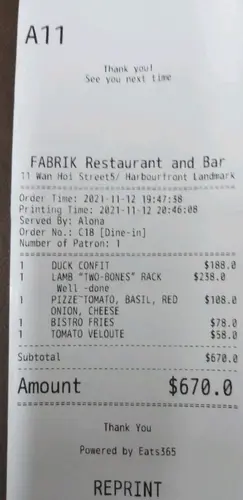 A11
Thank you!
See you next time
FABRIK Restaurant and Bar
11 Wan Hoi Street5/ Harbourfront Landmark
Order Time: 2021-11-12 19:47:38
Printing Time: 2021-11-12 20:46:08
Served By: Alona
Order No.: C18 [Dine-in]
Number of Patron: 1
1 DUCK CONFIT $188.0
1 LAMB "TWO-BONES" RACK $238.0
Well -done
1 PIZZE TOMATO, BASIL, RED $108.0
ONION, CHEESE
1 BISTRO FRIES $78.0
1 TOMATO VELOUTE $58.0
Subtotal $670.0
Amount $670.0
Thank You
Powered by Eats365
REPRINT